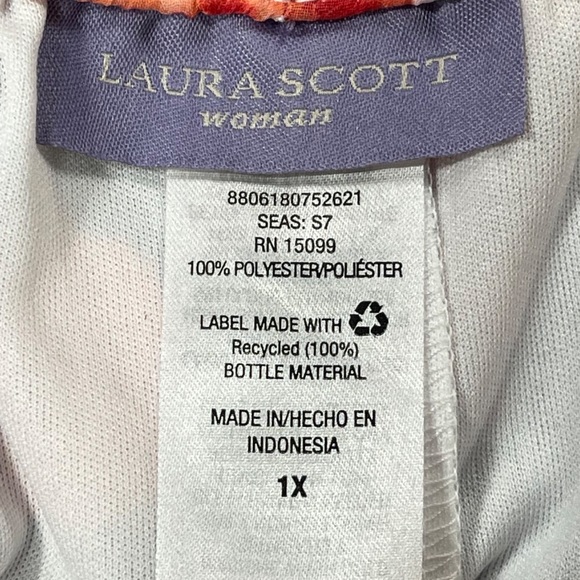 LAURA SCOTT
woman
8806180752621
SEAS: S7
RN 15099
100% POLYESTER/POLIÉSTER
LABEL MADE WITH
Recycled (100%)
BOTTLE MATERIAL
MADE IN/HECHO EN
INDONESIA
1X